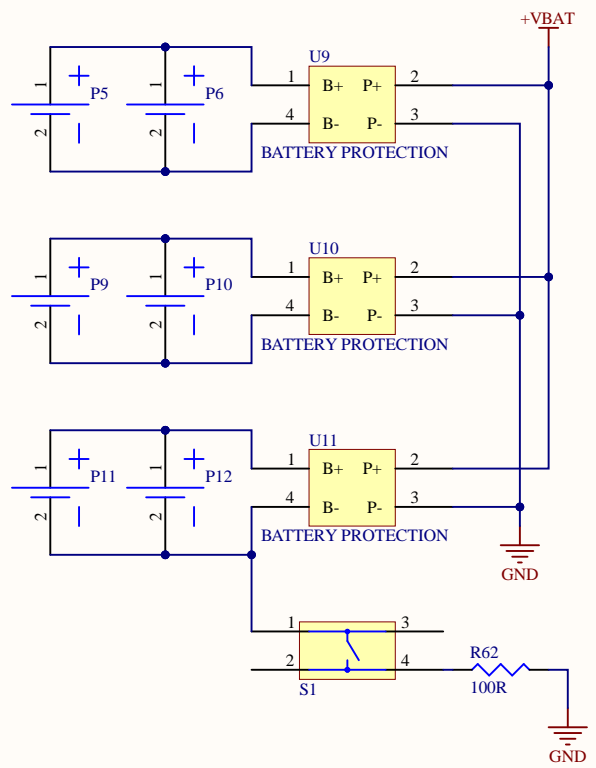 +VBAT
U9
1 B+ P+ 2
4 B- P- 3
BATTERY PROTECTION
1 + P5 2
1 + P6 2
U10
1 B+ P+ 2
4 B- P- 3
BATTERY PROTECTION
1 + P9 2
1 + P10 2
U11
1 B+ P+ 2
4 B- P- 3
BATTERY PROTECTION
1 + P11 2
1 + P12 2
GND
1 3
2 4
S1
R62
100R
GND